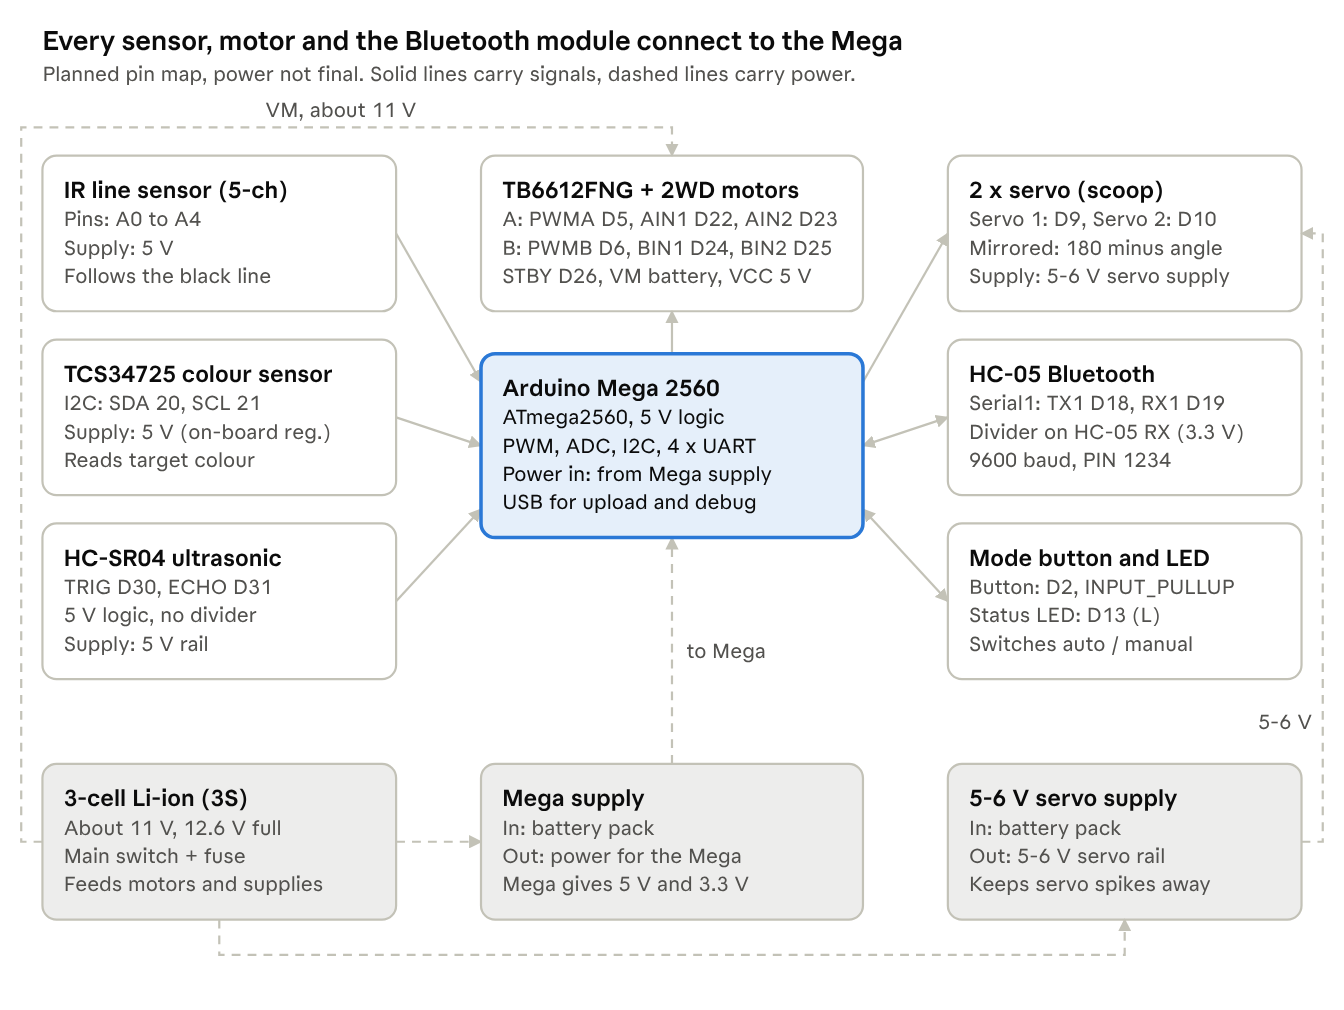 Every sensor, motor and the Bluetooth module connect to the Mega
Planned pin map, power not final. Solid lines carry signals, dashed lines carry power.
VM, about 11 V
IR line sensor (5-ch)
Pins: A0 to A4
Supply: 5 V
Follows the black line
TB6612FNG + 2WD motors
A: PWMA D5, AIN1 D22, AIN2 D23
B: PWMB D6, BIN1 D24, BIN2 D25
STBY D26, VM battery, VCC 5 V
2 x servo (scoop)
Servo 1: D9, Servo 2: D10
Mirrored: 180 minus angle
Supply: 5-6 V servo supply
TCS34725 colour sensor
I2C: SDA 20, SCL 21
Supply: 5 V (on-board reg.)
Reads target colour
Arduino Mega 2560
ATmega2560, 5 V logic
PWM, ADC, I2C, 4 x UART
Power in: from Mega supply
USB for upload and debug
HC-05 Bluetooth
Serial1: TX1 D18, RX1 D19
Divider on HC-05 RX (3.3 V)
9600 baud, PIN 1234
HC-SR04 ultrasonic
TRIG D30, ECHO D31
5 V logic, no divider
Supply: 5 V rail
Mode button and LED
Button: D2, INPUT_PULLUP
Status LED: D13 (L)
Switches auto / manual
to Mega
5-6 V
3-cell Li-ion (3S)
About 11 V, 12.6 V full
Main switch + fuse
Feeds motors and supplies
Mega supply
In: battery pack
Out: power for the Mega
Mega gives 5 V and 3.3 V
5-6 V servo supply
In: battery pack
Out: 5-6 V servo rail
Keeps servo spikes away